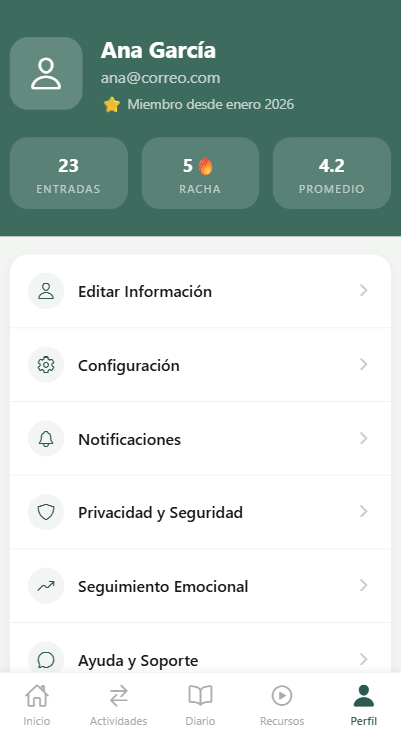 Ana García
ana@correo.com
⭐ Miembro desde enero 2026
23
ENTRADAS
5 🔥
RACHA
4.2
PROMEDIO
Editar Información
Configuración
Notificaciones
Privacidad y Seguridad
Seguimiento Emocional
Ayuda y Soporte
Inicio
Actividades
Diario
Recursos
Perfil